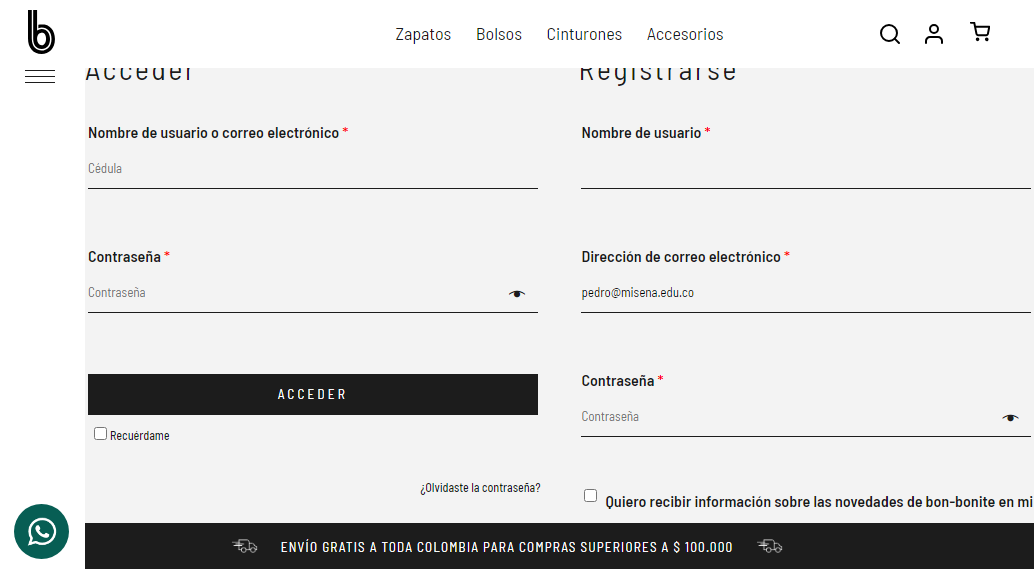 b
Zapatos Bolsos Cinturones Accesorios
Acceder
Nombre de usuario o correo electrónico *
Cédula
Contraseña *
Contraseña
ACCEDER
Recuérdame
¿Olvidaste la contraseña?
Registrarse
Nombre de usuario *
Dirección de correo electrónico *
pedro@misena.edu.co
Contraseña *
Contraseña
Quiero recibir información sobre las novedades de bon-bonite en mi
ENVÍO GRATIS A TODA COLOMBIA PARA COMPRAS SUPERIORES A $ 100.000